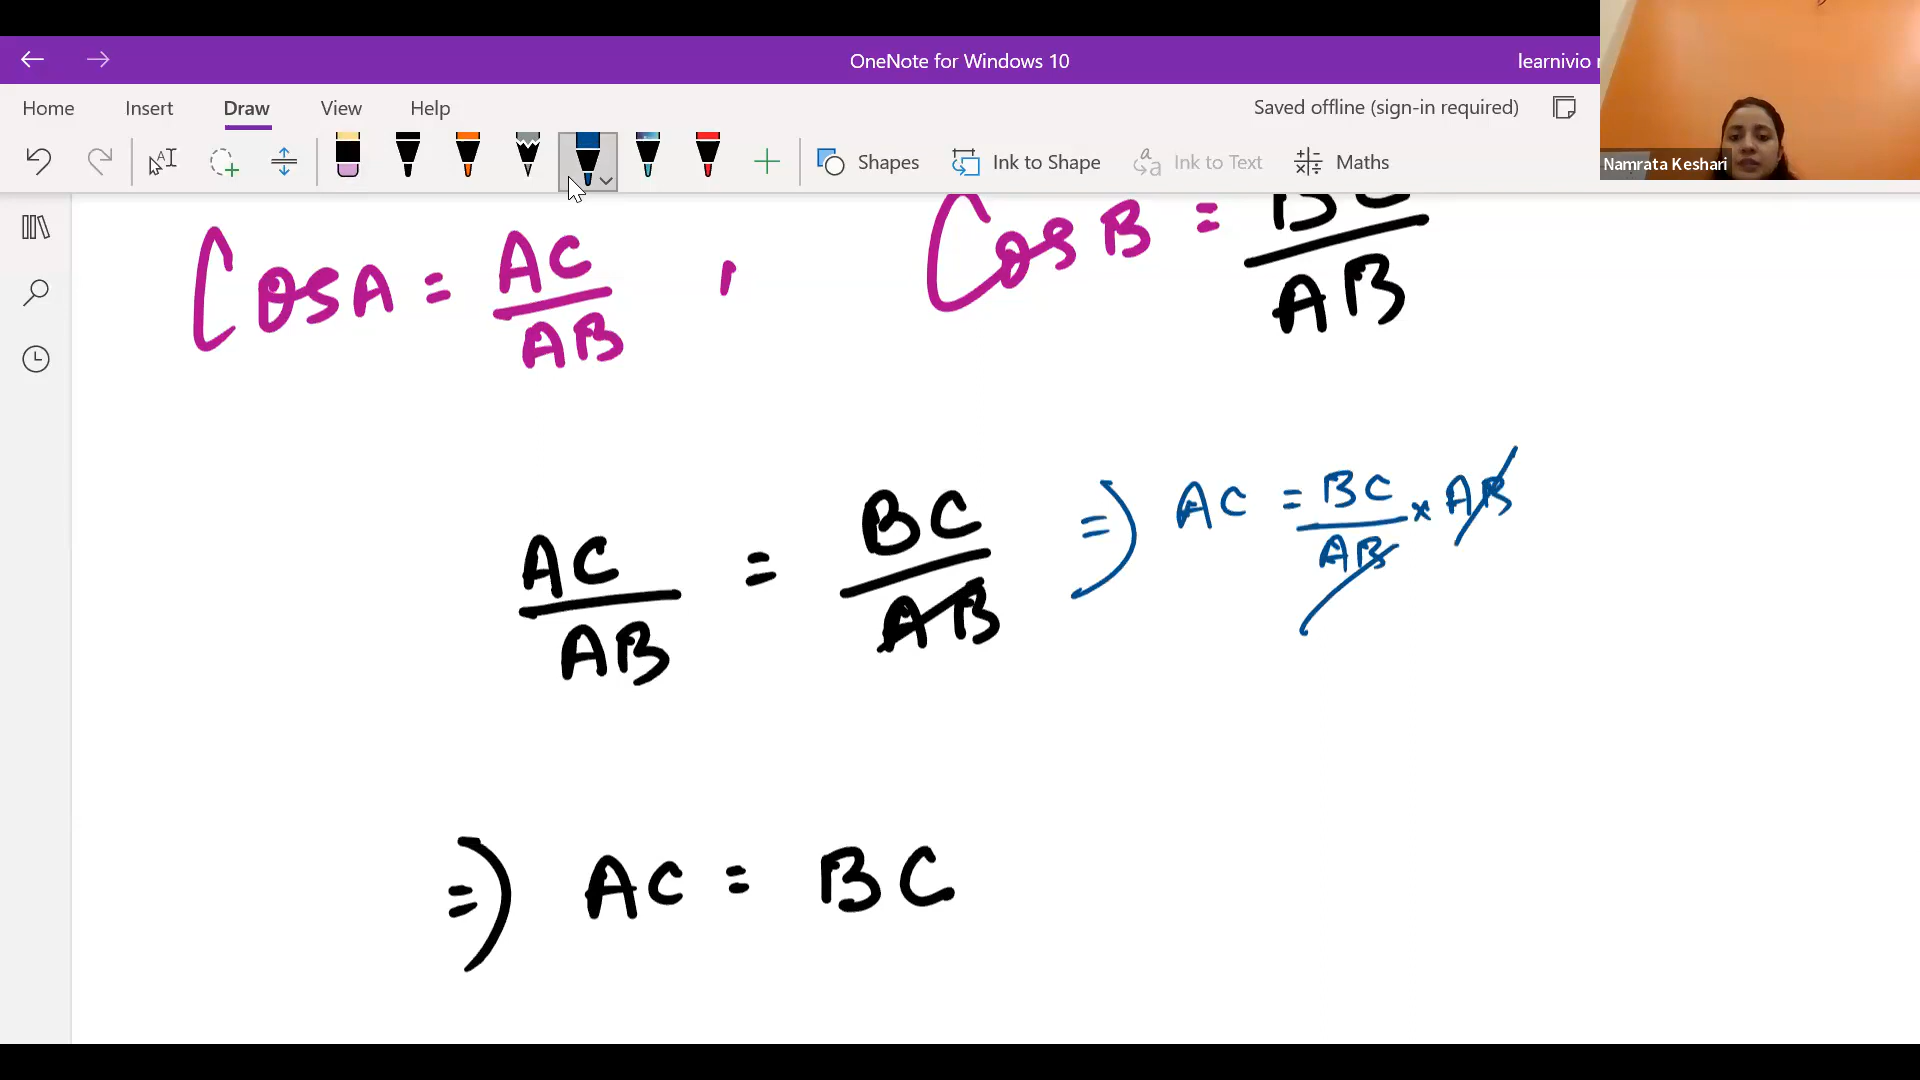 OneNote for Windows 10
learnivio
Home Insert Draw View Help
Saved offline (sign-in required)
Shapes Ink to Shape Ink to Text Maths
Namrata Keshari
Cos A = AC/AB , Cos B = BC/AB
AC/AB = BC/AB => AC = BC/AB × AB
=> AC = BC